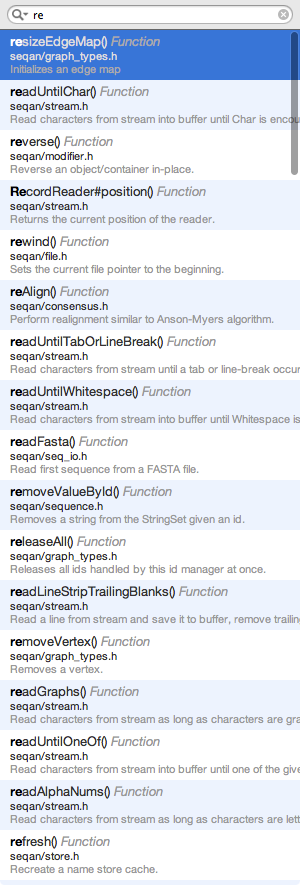 re
resizeEdgeMap() Function
seqan/graph_types.h
Initializes an edge map
readUntilChar() Function
seqan/stream.h
Read characters from stream into buffer until Char is encou
reverse() Function
seqan/modifier.h
Reverse an object/container in-place.
RecordReader#position() Function
seqan/stream.h
Returns the current position of the reader.
rewind() Function
seqan/file.h
Sets the current file pointer to the beginning.
reAlign() Function
seqan/consensus.h
Perform realignment similar to Anson-Myers algorithm.
readUntilTabOrLineBreak() Function
seqan/stream.h
Read characters from stream until a tab or line-break occur
readUntilWhitespace() Function
seqan/stream.h
Read characters from stream into buffer until Whitespace is
readFasta() Function
seqan/seq_io.h
Read first sequence from a FASTA file.
removeValueById() Function
seqan/sequence.h
Removes a string from the StringSet given an id.
releaseAll() Function
seqan/graph_types.h
Releases all ids handled by this id manager at once.
readLineStripTrailingBlanks() Function
seqan/stream.h
Read a line from stream and save it to buffer, remove trailin
removeVertex() Function
seqan/graph_types.h
Removes a vertex.
readGraphs() Function
seqan/stream.h
Read characters from stream as long as characters are gra
readUntilOneOf() Function
seqan/stream.h
Read characters from stream into buffer until one of the give
readAlphaNums() Function
seqan/stream.h
Read characters from stream as long as characters are lett
refresh() Function
seqan/store.h
Recreate a name store cache.